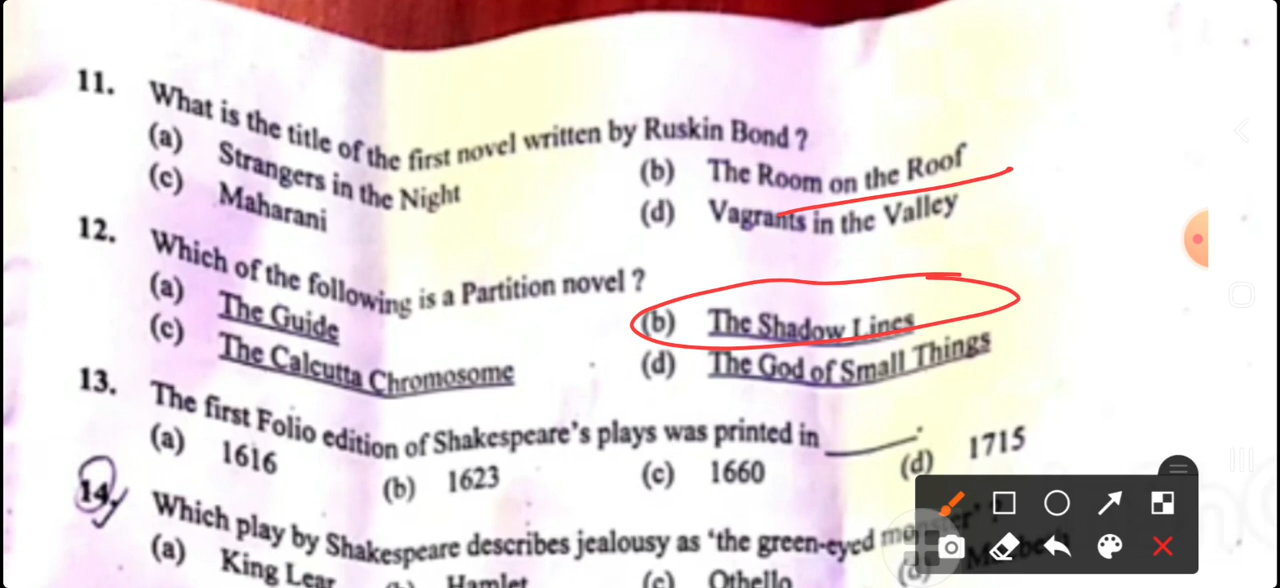 11. What is the title of the first novel written by Ruskin Bond ?
(a) Strangers in the Night (b) The Room on the Roof
(c) Maharani (d) Vagrants in the Valley
12. Which of the following is a Partition novel ?
(a) The Guide (b) The Shadow Lines
(c) The Calcutta Chromosome (d) The God of Small Things
13. The first Folio edition of Shakespeare's plays was printed in ______.
(a) 1616 (b) 1623 (c) 1660 (d) 1715
14. Which play by Shakespeare describes jealousy as 'the green-eyed monster' ?
(a) King Lear (b) Hamlet (c) Othello (d)